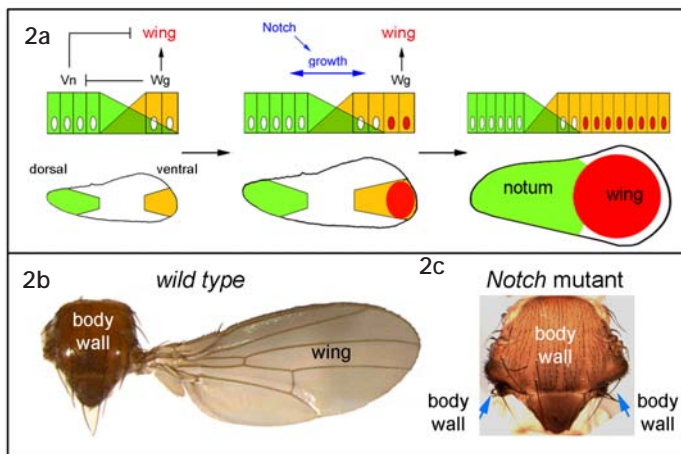 2a
wing
Notch
wing
growth
Vn
Wg
Wg
dorsal
ventral
notum
wing
2b
wild type
2c
Notch mutant
body
wall
wing
body
wall
body
wall
body
wall